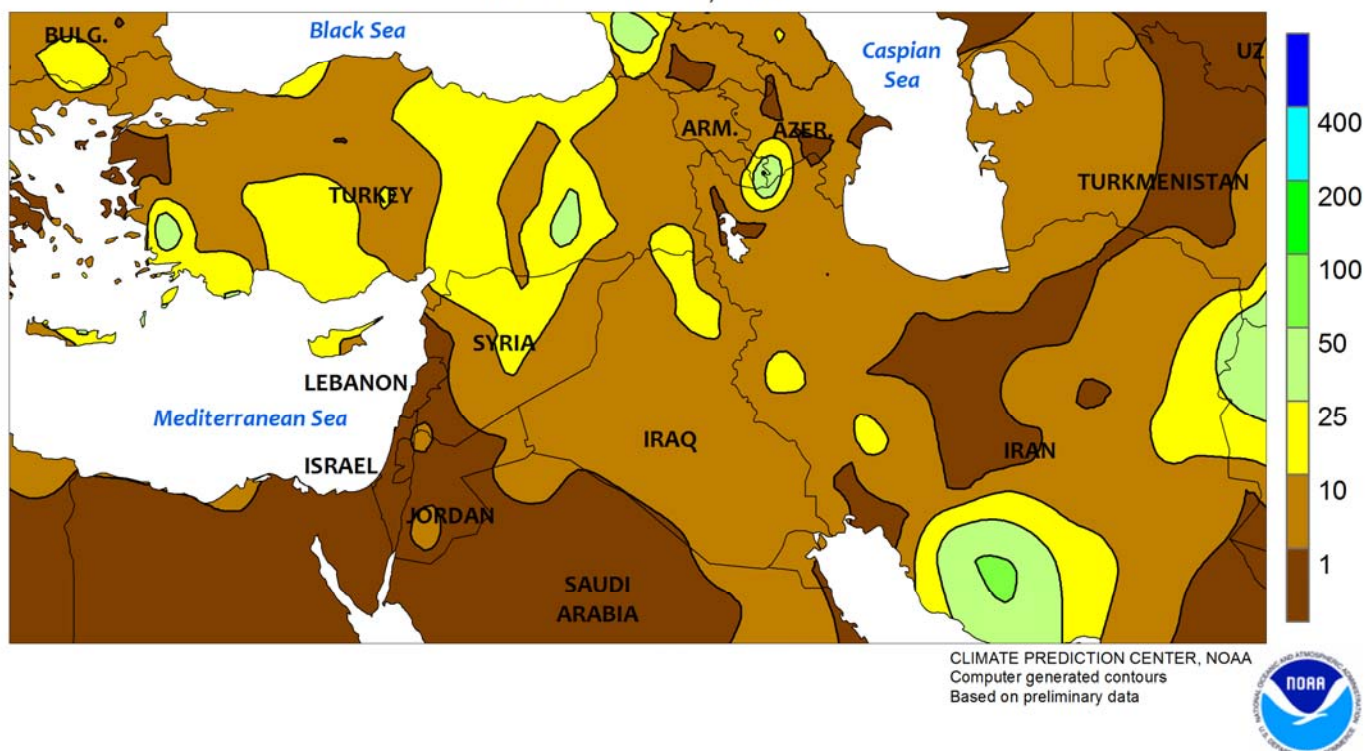 BULG.
Black Sea
Caspian
Sea
UZ
400
ARM.
AZER.
200
TURKEY
TURKMENISTAN
100
50
SYRIA
LEBANON
25
Mediterranean Sea
IRAQ
IRAN
ISRAEL
10
JORDAN
1
SAUDI
ARABIA
CLIMATE PREDICTION CENTER, NOAA
Computer generated contours
Based on preliminary data
NOAA